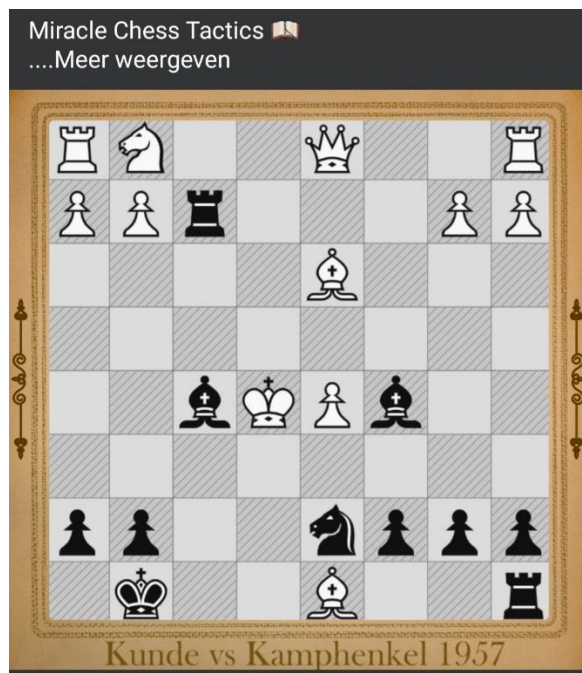 Miracle Chess Tactics 📖
....Meer weergeven
Kunde vs Kamphenkel 1957